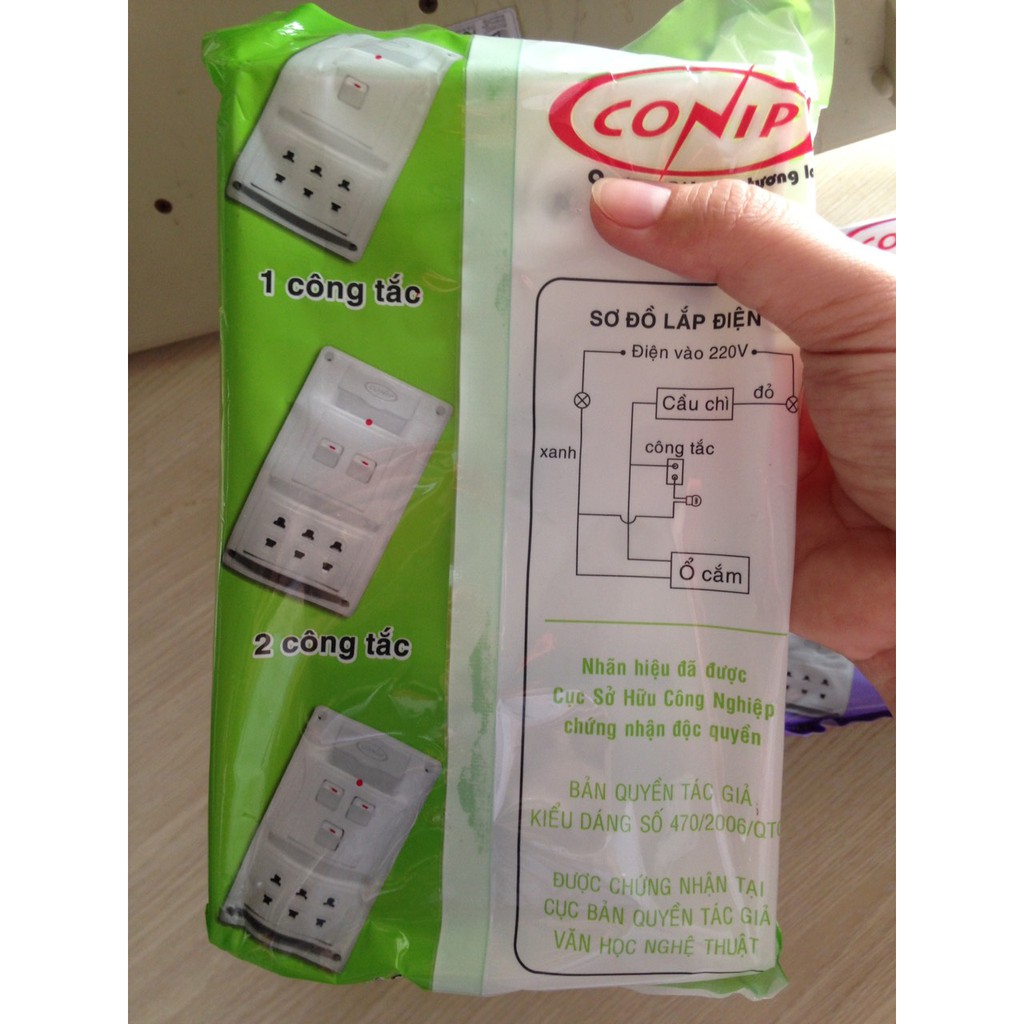 CONIP
1 công tắc
2 công tắc
SƠ ĐỒ LẮP ĐIỆN
Điện vào 220V
Cầu chì
đỏ
công tắc
xanh
Ổ cắm
Nhãn hiệu đã được
Cục Sở Hữu Công Nghiệp
chứng nhận độc quyền
BẢN QUYỀN TÁC GIẢ
KIỂU DÁNG SỐ 470/2006/QT
ĐƯỢC CHỨNG NHẬN TẠI
CỤC BẢN QUYỀN TÁC GIẢ
VĂN HỌC NGHỆ THUẬT